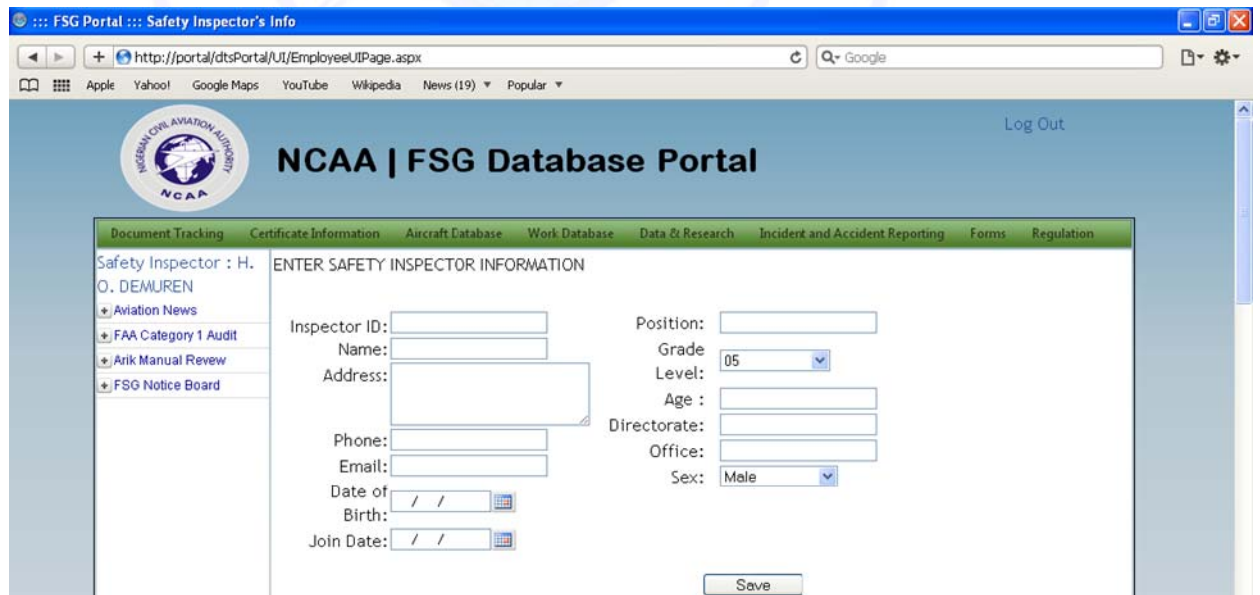 ::: FSG Portal ::: Safety Inspector's Info
http://portal/dtsPortal/UI/EmployeeUIPage.aspx
Google
Apple Yahoo! Google Maps YouTube Wikipedia News (19) Popular
Log Out
NIGERIAN CIVIL AVIATION AUTHORITY
NCAA
NCAA | FSG Database Portal
Document Tracking Certificate Information Aircraft Database Work Database Data & Research Incident and Accident Reporting Forms Regulation
Safety Inspector : H.
O. DEMUREN
Aviation News
FAA Category 1 Audit
Arik Manual Revew
FSG Notice Board
ENTER SAFETY INSPECTOR INFORMATION
Inspector ID:
Name:
Address:
Phone:
Email:
Date of
Birth:
/ /
Join Date: / /
Position:
Grade
Level:
05
Age :
Directorate:
Office:
Sex: Male
Save